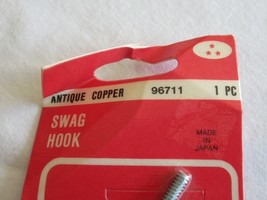 ANTIQUE COPPER 96711 1 PC
SWAG
HOOK
MADE
IN
JAPAN